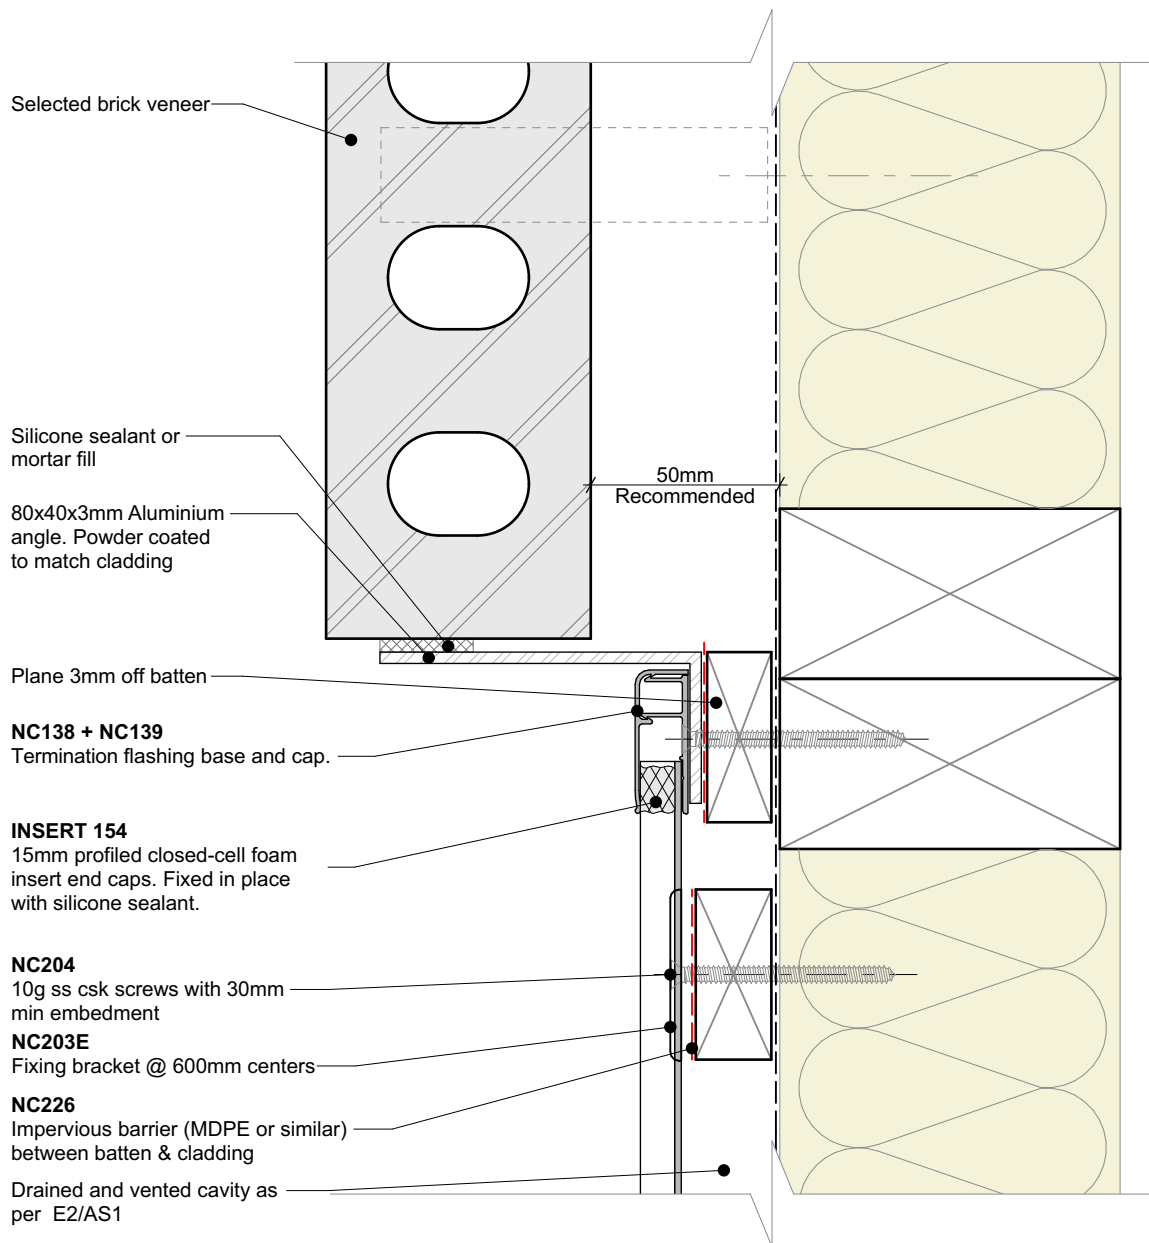 Selected brick veneer
Silicone sealant or
mortar fill
50mm
Recommended
80x40x3mm Aluminium
angle. Powder coated
to match cladding
Plane 3mm off batten
NC138 + NC139
Termination flashing base and cap.
INSERT 154
15mm profiled closed-cell foam
insert end caps. Fixed in place
with silicone sealant.
NC204
10g ss csk screws with 30mm
min embedment
NC203E
Fixing bracket @ 600mm centers
NC226
Impervious barrier (MDPE or similar)
between batten & cladding
Drained and vented cavity as
per E2/AS1